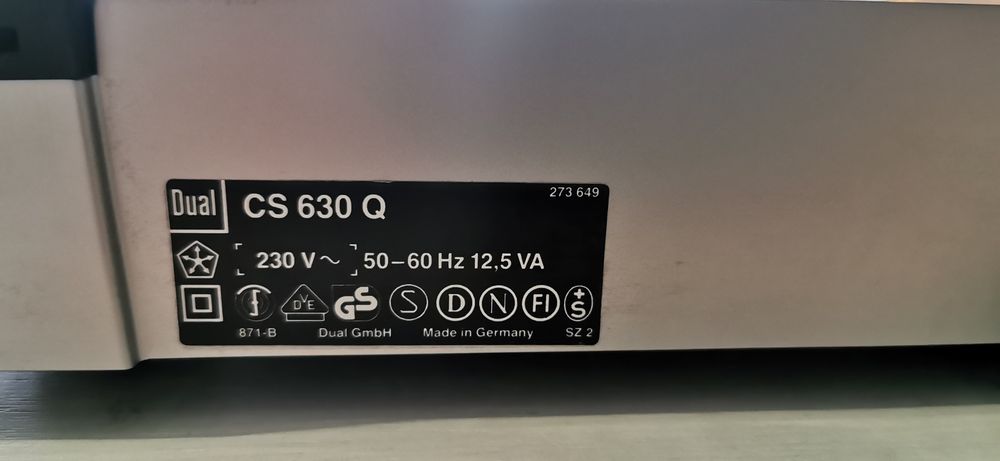 Dual CS 630 Q 273 649
230 V~ 50–60 Hz 12,5 VA
DVE GS S D N FI +S
871-B Dual GmbH Made in Germany SZ 2